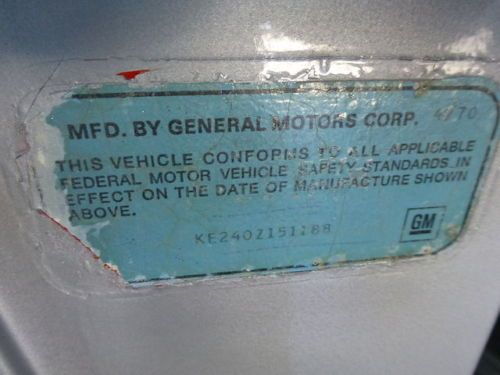 MFD. BY GENERAL MOTORS CORP. 4/70
THIS VEHICLE CONFORMS TO ALL APPLICABLE
FEDERAL MOTOR VEHICLE SAFETY STANDARDS IN
EFFECT ON THE DATE OF MANUFACTURE SHOWN
ABOVE.
KE240Z151188
GM